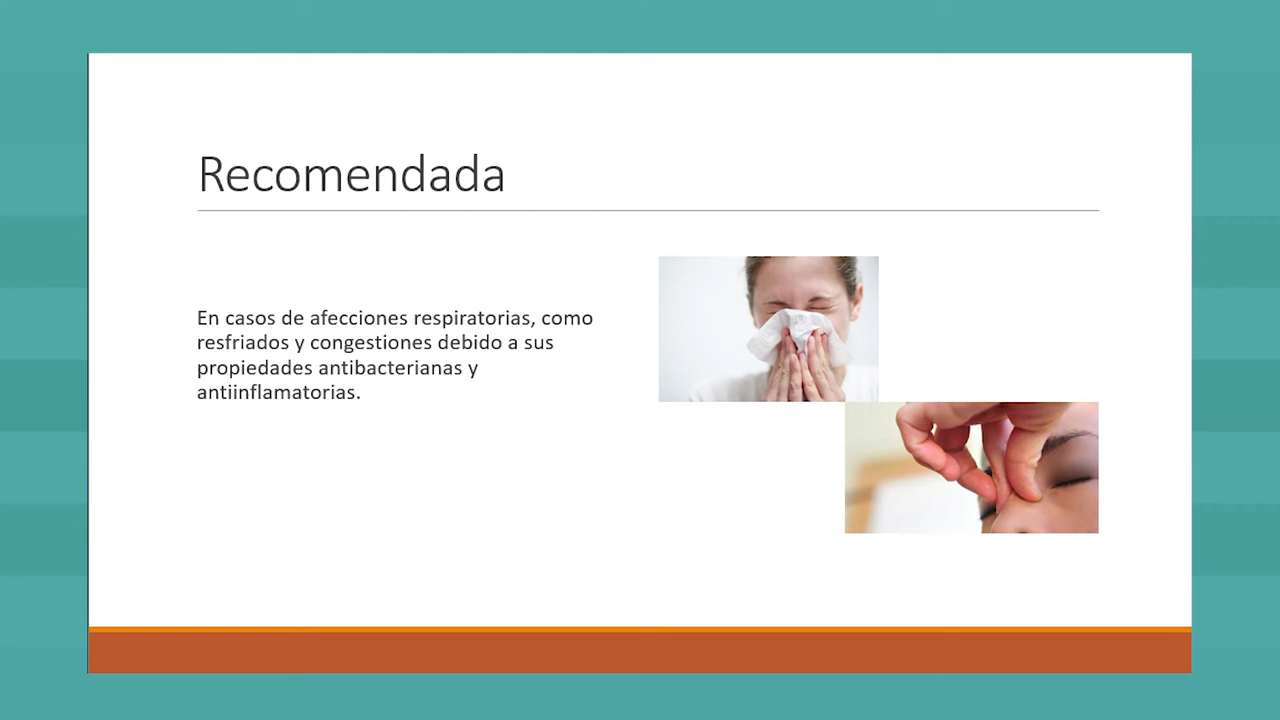 Recomendada
En casos de afecciones respiratorias, como
resfriados y congestiones debido a sus
propiedades antibacterianas y
antiinflamatorias.